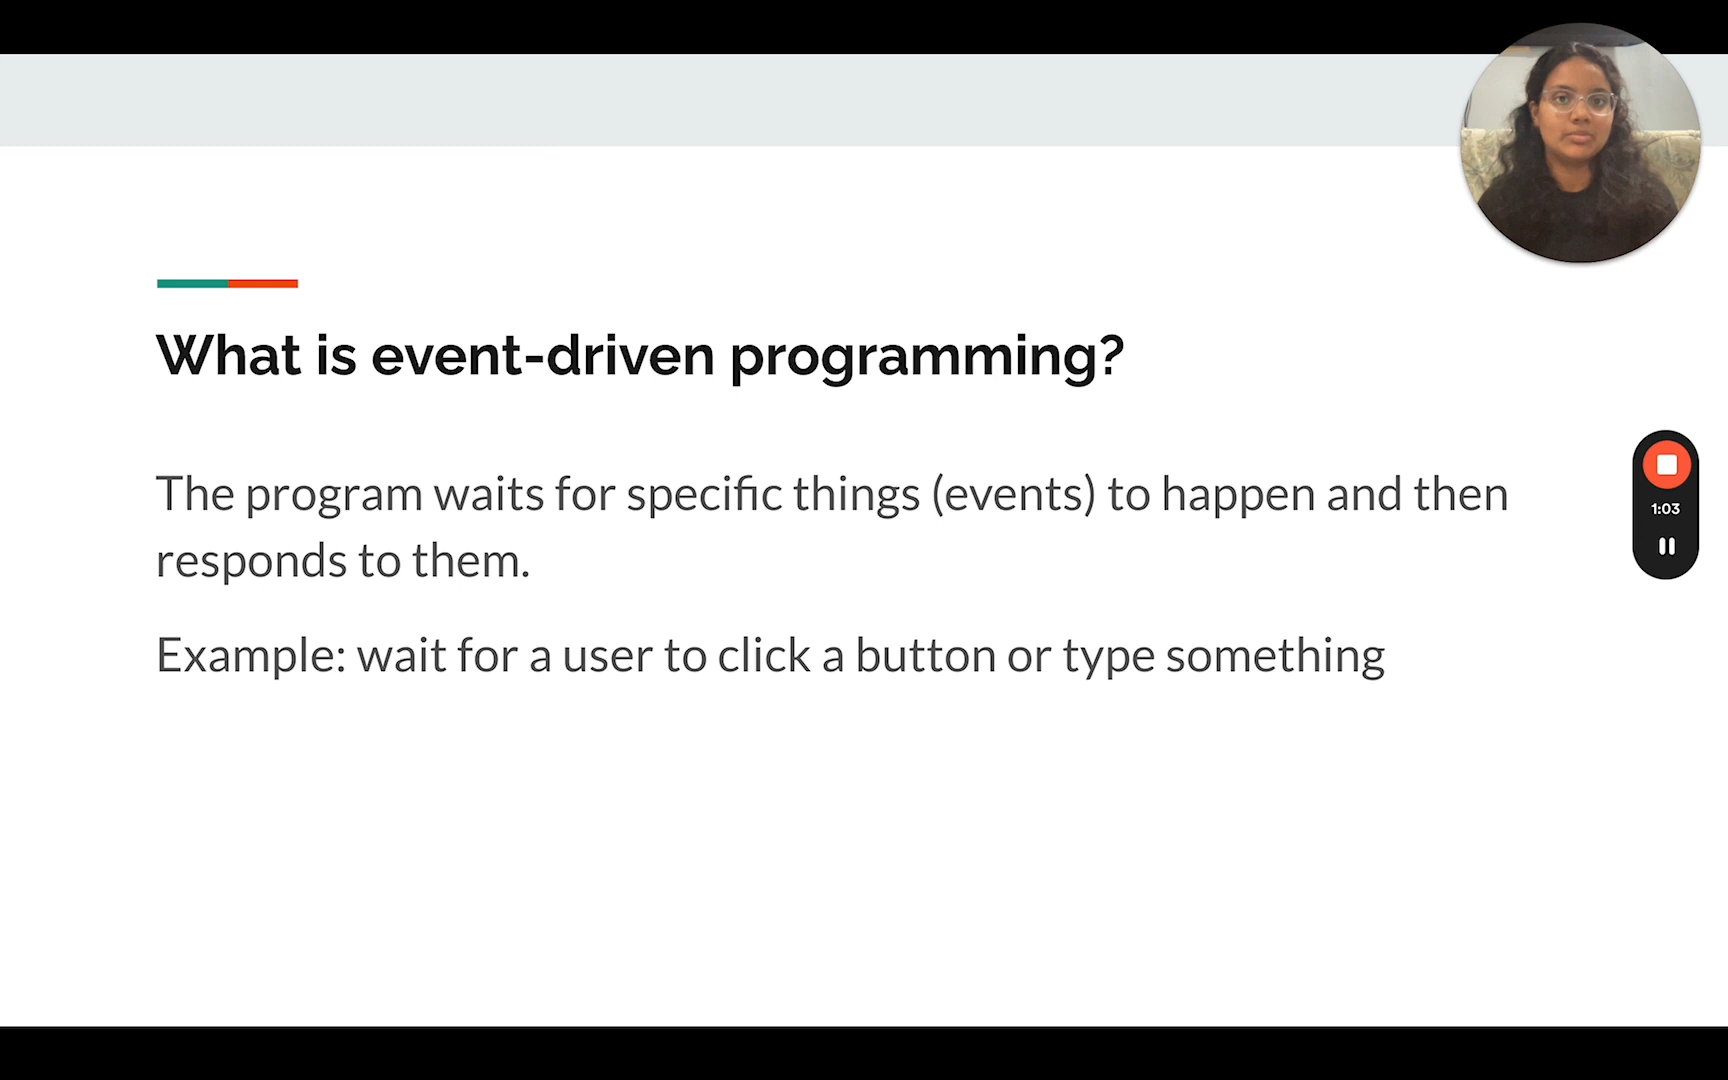 What is event-driven programming?
The program waits for specific things (events) to happen and then
responds to them.
Example: wait for a user to click a button or type something
1:03